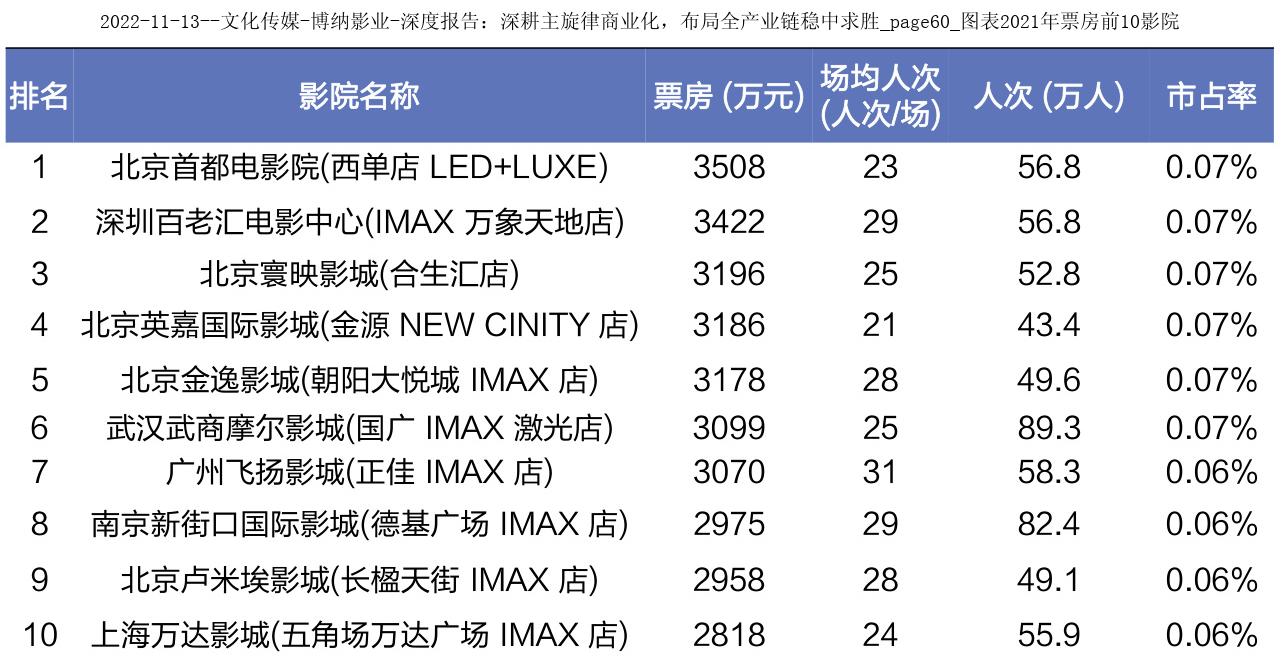 2022-11-13--文化传媒-博纳影业-深度报告：深耕主旋律商业化，布局全产业链稳中求胜_page60_图表2021年票房前10影院
排名 影院名称 票房 (万元) 场均人次 (人次/场) 人次 (万人) 市占率
1 北京首都电影院(西单店 LED+LUXE) 3508 23 56.8 0.07%
2 深圳百老汇电影中心(IMAX 万象天地店) 3422 29 56.8 0.07%
3 北京寰映影城(合生汇店) 3196 25 52.8 0.07%
4 北京英嘉国际影城(金源 NEW CINITY 店) 3186 21 43.4 0.07%
5 北京金逸影城(朝阳大悦城 IMAX 店) 3178 28 49.6 0.07%
6 武汉武商摩尔影城(国广 IMAX 激光店) 3099 25 89.3 0.07%
7 广州飞扬影城(正佳 IMAX 店) 3070 31 58.3 0.06%
8 南京新街口国际影城(德基广场 IMAX 店) 2975 29 82.4 0.06%
9 北京卢米埃影城(长楹天街 IMAX 店) 2958 28 49.1 0.06%
10 上海万达影城(五角场万达广场 IMAX 店) 2818 24 55.9 0.06%